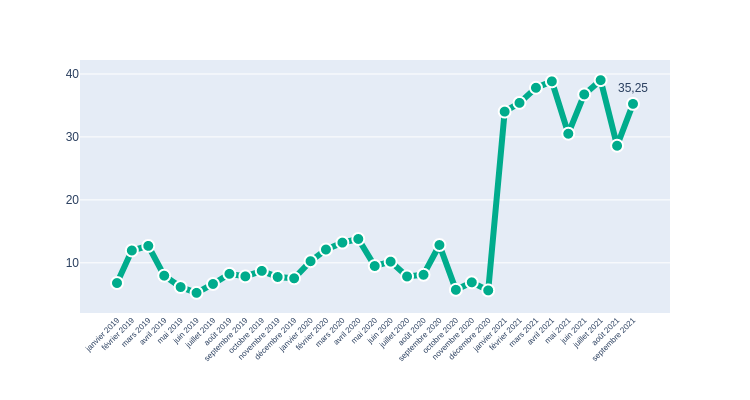 40
30
20
10
35,25
janvier 2019
février 2019
mars 2019
avril 2019
mai 2019
juin 2019
juillet 2019
août 2019
septembre 2019
octobre 2019
novembre 2019
décembre 2019
janvier 2020
février 2020
mars 2020
avril 2020
mai 2020
juin 2020
juillet 2020
août 2020
septembre 2020
octobre 2020
novembre 2020
décembre 2020
janvier 2021
février 2021
mars 2021
avril 2021
mai 2021
juin 2021
juillet 2021
août 2021
septembre 2021